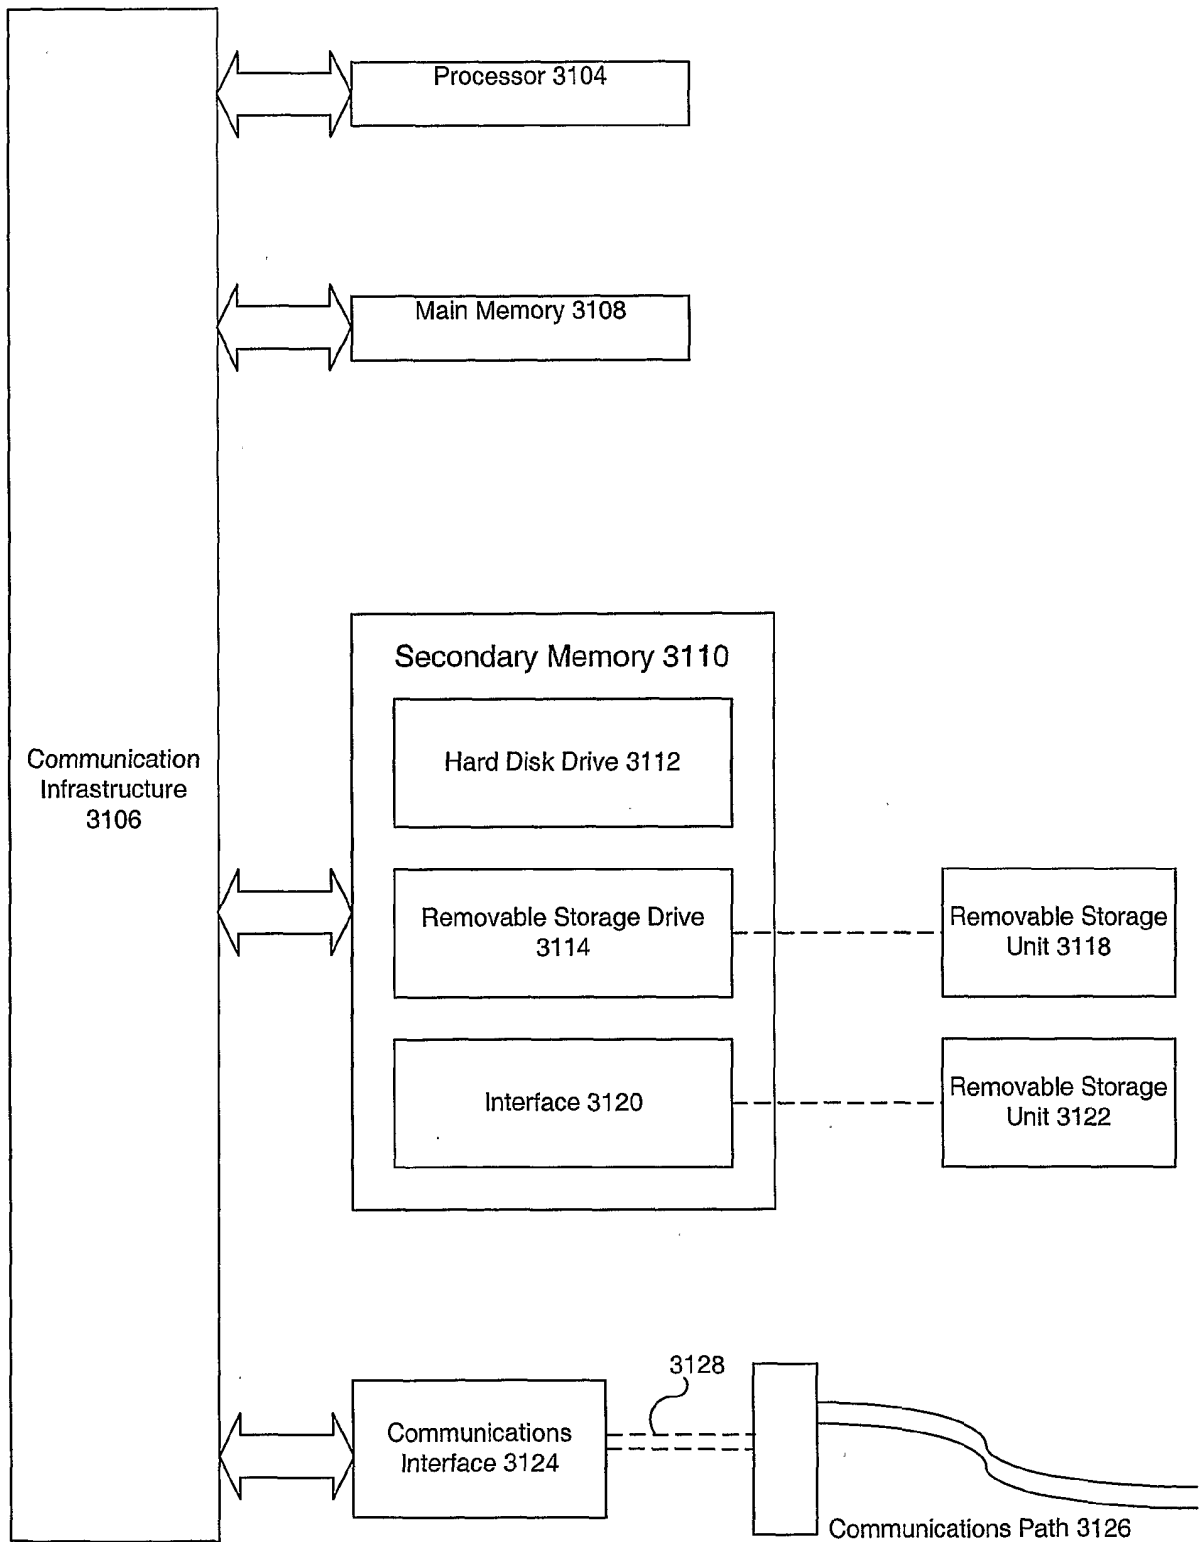 Processor 3104
Main Memory 3108
Secondary Memory 3110
Hard Disk Drive 3112
Communication
Infrastructure
3106
Removable Storage Drive
3114
Removable Storage
Unit 3118
Interface 3120
Removable Storage
Unit 3122
3128
Communications
Interface 3124
Communications Path 3126